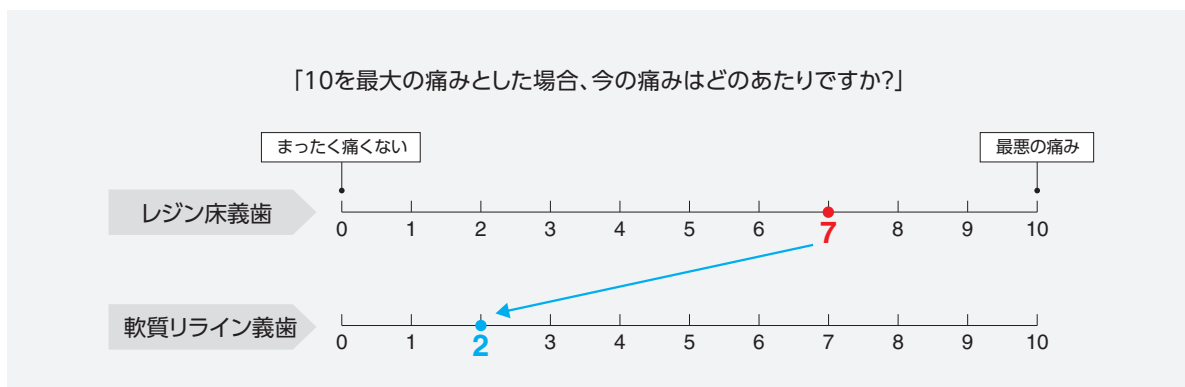 「10を最大の痛みとした場合、今の痛みはどのあたりですか?」
まったく痛くない
最悪の痛み
レジン床義歯
0 1 2 3 4 5 6 7 8 9 10
軟質リライン義歯
0 1 2 3 4 5 6 7 8 9 10